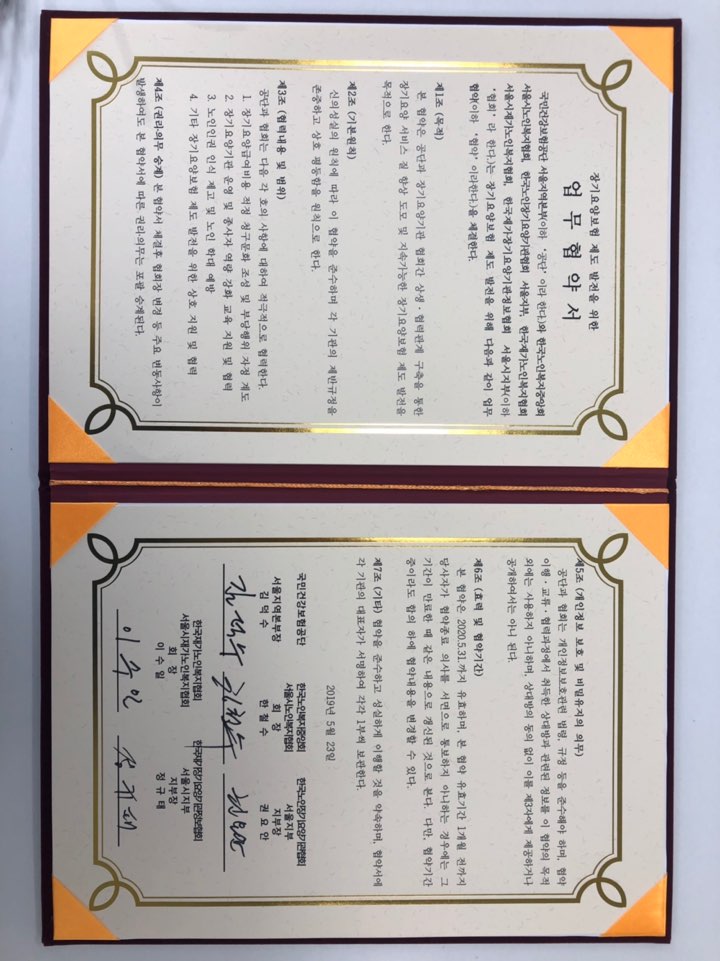 장기요양보험 제도 발전을 위한
업 무 협 약 서
국민건강보험공단 서울지역본부(이하 '공단' 이라 한다)와 한국노인복지중앙회
서울시노인복지협회, 한국노인장기요양기관협회 서울지부, 한국재가노인복지협회
서울시재가노인복지협회, 한국재가장기요양기관정보협회 서울시지부(이하
'협회' 라 한다)는 장기요양보험 제도 발전을 위해 다음과 같이 업무
협약(이하 '협약' 이라한다)을 체결한다.
제1조 (목적)
본 협약은 공단과 장기요양기관 협회간 상생·협력관계 구축을 통한
장기요양 서비스 질 향상 도모 및 지속가능한 장기요양보험 제도 발전을
목적으로 한다.
제2조 (기본원칙)
신의성실의 원칙에 따라 이 협약을 준수하며 각 기관의 제반규정을
존중하고 상호 평등함을 원칙으로 한다.
제3조 (협력내용 및 범위)
공단과 협회는 다음 각 호의 사항에 대하여 적극적으로 협력한다.
1. 장기요양급여비용 적정 청구문화 조성 및 부당행위 자정 계도
2. 장기요양기관 운영 및 종사자 역량 강화 교육 지원 및 협력
3. 노인인권 인식 제고 및 노인 학대 예방
4. 기타 장기요양보험 제도 발전을 위한 상호 지원 및 협력
제4조 (권리·의무 승계) 본 협약서 체결후 협회장 변경 등 주요 변동사항이
발생하여도 본 협약서에 따른 권리·의무는 포괄 승계된다.
제5조 (개인정보 보호 및 비밀유지의 의무)
공단과 협회는 개인정보보호관련 법령, 규정 등을 준수해야 하며, 협약
이행 교류·협력과정에서 취득한 상대방과 관련된 정보를 이 협약의 목적
외에는 사용하지 아니하며, 상대방의 동의 없이 이를 제3자에게 제공하거나
공개하여서는 아니 된다.
제6조 (효력 및 협약기간)
본 협약은 2020.5.31.까지 유효하며, 본 협약 유효기간 1개월 전까지
당사자가 협약종료 의사를 서면으로 통보하지 아니하는 경우에는 그
기간이 만료한 때 같은 내용으로 갱신된 것으로 본다. 다만, 협약기간
중이라도 합의 하에 협약내용을 변경할 수 있다.
제7조 (기타) 협약을 준수하고 성실하게 이행할 것을 약속하며, 협약서에
각 기관의 대표자가 서명하여 각각 1부씩 보관한다.
2019년 5월 23일
국민건강보험공단
서울지역본부장
김 덕 수
한국노인복지중앙회
서울시노인복지협회
회 장
한 철 수
한국노인장기요양기관협회
서울지부
지부장
권 요 안
한국재가노인복지협회
서울시재가노인복지협회
회 장
이 수 일
이수일
한국재가장기요양기관정보협회
서울시지부
지부장
정 규 태